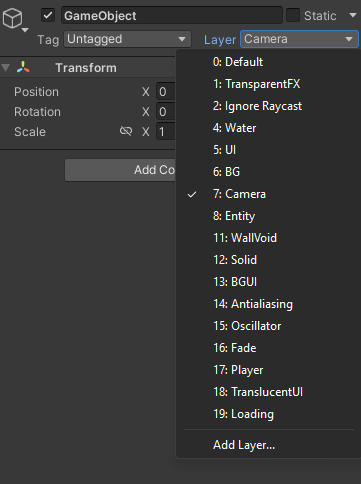 GameObject Static
Tag Untagged Layer Camera
Transform
Position X 0
Rotation X 0
Scale X 1
Add Co
0: Default
1: TransparentFX
2: Ignore Raycast
4: Water
5: UI
6: BG
7: Camera
8: Entity
11: WallVoid
12: Solid
13: BGUI
14: Antialiasing
15: Oscillator
16: Fade
17: Player
18: TranslucentUI
19: Loading
Add Layer...